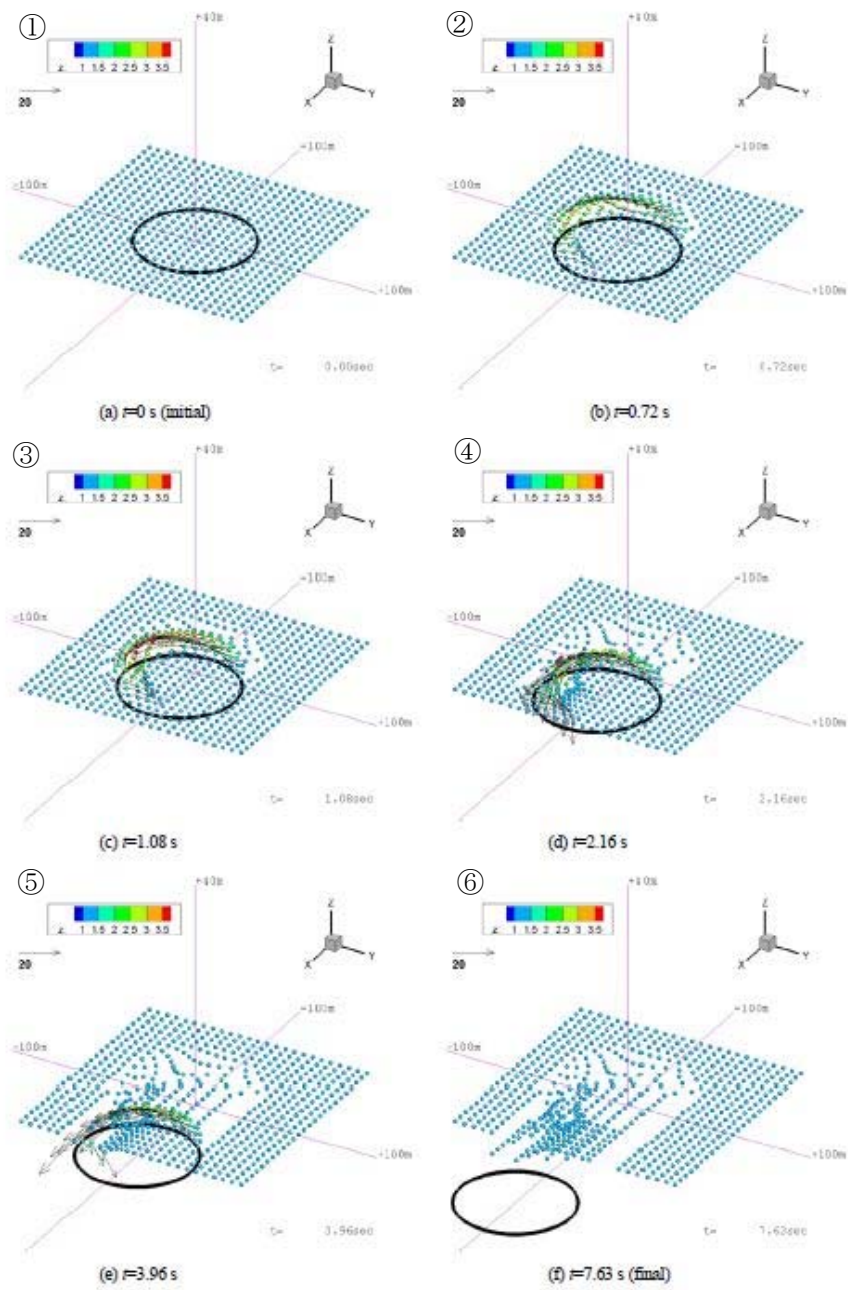 ①
+40m
z 1 1.5 2 2.5 3 3.5
Z
X
Y
20
-100m
-100m
+100m
t= 0.00sec
(a) t=0 s (initial)
②
+40m
z 1 1.5 2 2.5 3 3.5
Z
X
Y
20
-100m
-100m
+100m
t= 0.72sec
(b) t=0.72 s
③
+40m
z 1 1.5 2 2.5 3 3.5
Z
X
Y
20
-100m
-100m
+100m
t= 1.08sec
(c) t=1.08 s
④
+40m
z 1 1.5 2 2.5 3 3.5
Z
X
Y
20
-100m
-100m
+100m
t= 2.16sec
(d) t=2.16 s
⑤
+40m
z 1 1.5 2 2.5 3 3.5
Z
X
Y
20
-100m
-100m
+100m
t= 3.96sec
(e) t=3.96 s
⑥
+40m
z 1 1.5 2 2.5 3 3.5
Z
X
Y
20
-100m
-100m
+100m
t= 7.63sec
(f) t=7.63 s (final)